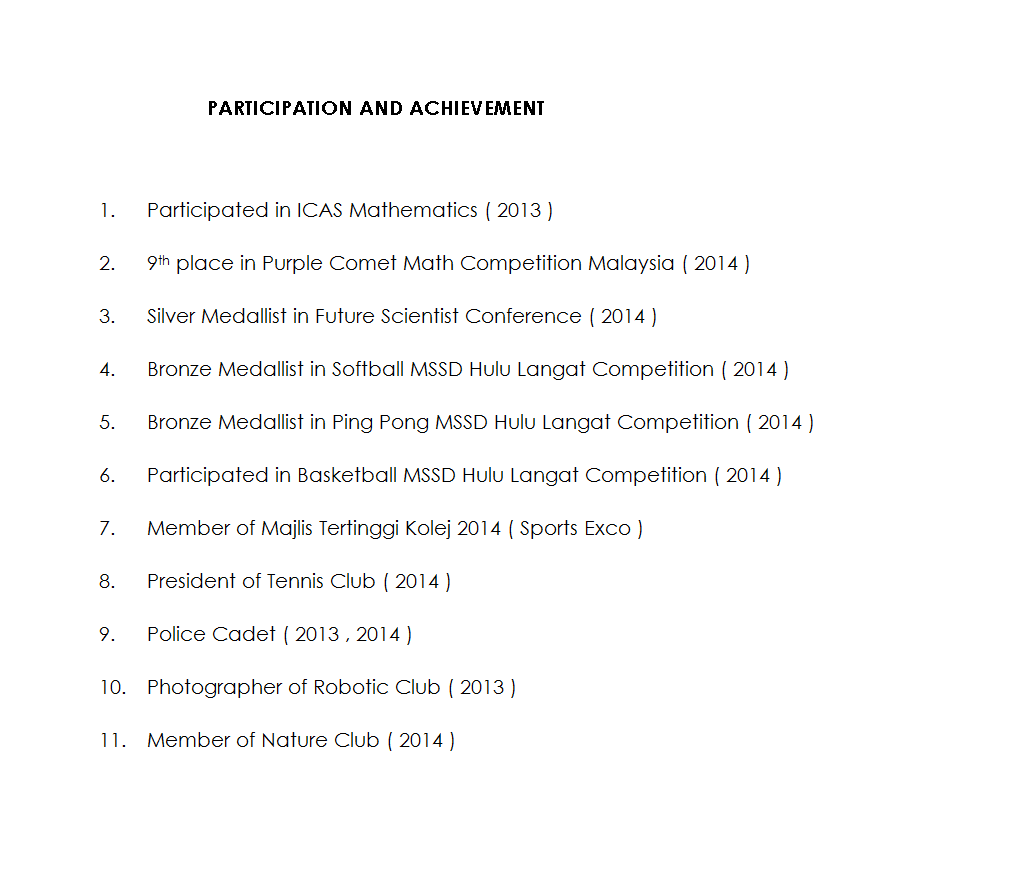 PARTICIPATION AND ACHIEVEMENT
1. Participated in ICAS Mathematics ( 2013 )
2. 9th place in Purple Comet Math Competition Malaysia ( 2014 )
3. Silver Medallist in Future Scientist Conference ( 2014 )
4. Bronze Medallist in Softball MSSD Hulu Langat Competition ( 2014 )
5. Bronze Medallist in Ping Pong MSSD Hulu Langat Competition ( 2014 )
6. Participated in Basketball MSSD Hulu Langat Competition ( 2014 )
7. Member of Majlis Tertinggi Kolej 2014 ( Sports Exco )
8. President of Tennis Club ( 2014 )
9. Police Cadet ( 2013 , 2014 )
10. Photographer of Robotic Club ( 2013 )
11. Member of Nature Club ( 2014 )